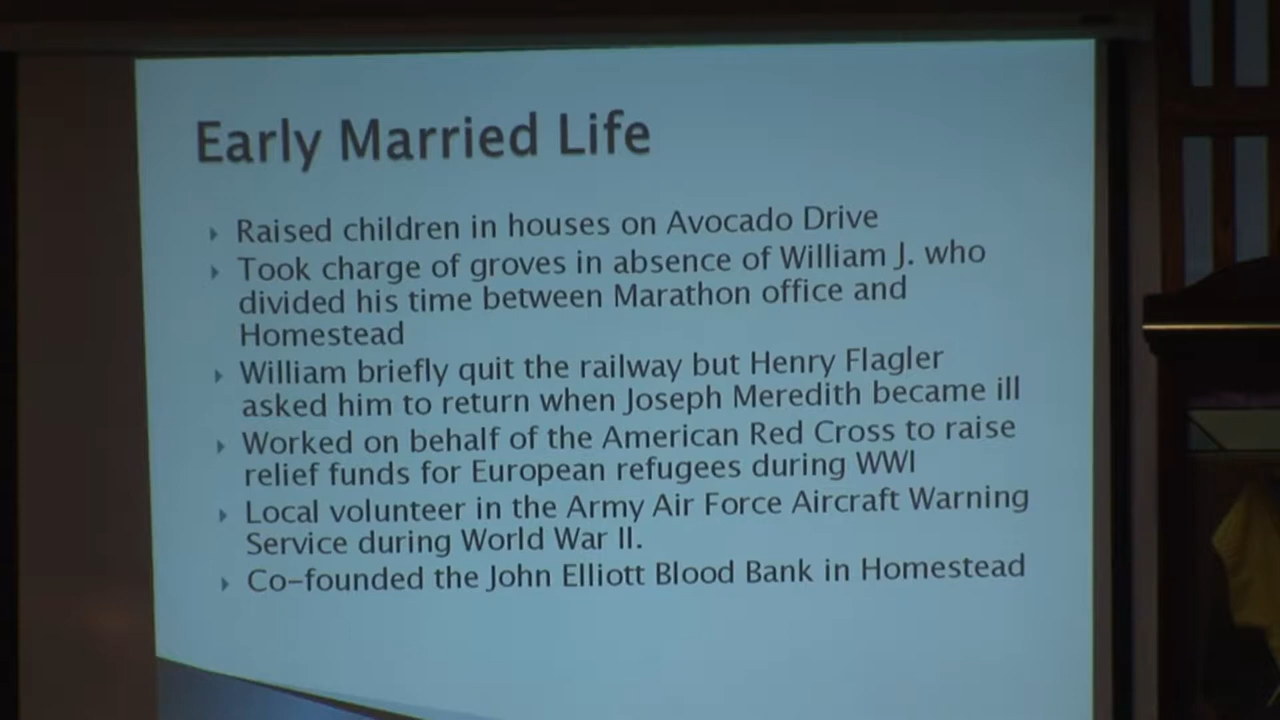 Early Married Life
Raised children in houses on Avocado Drive
Took charge of groves in absence of William J. who
divided his time between Marathon office and
Homestead
William briefly quit the railway but Henry Flagler
asked him to return when Joseph Meredith became ill
Worked on behalf of the American Red Cross to raise
relief funds for European refugees during WWI
Local volunteer in the Army Air Force Aircraft Warning
Service during World War II.
Co-founded the John Elliott Blood Bank in Homestead